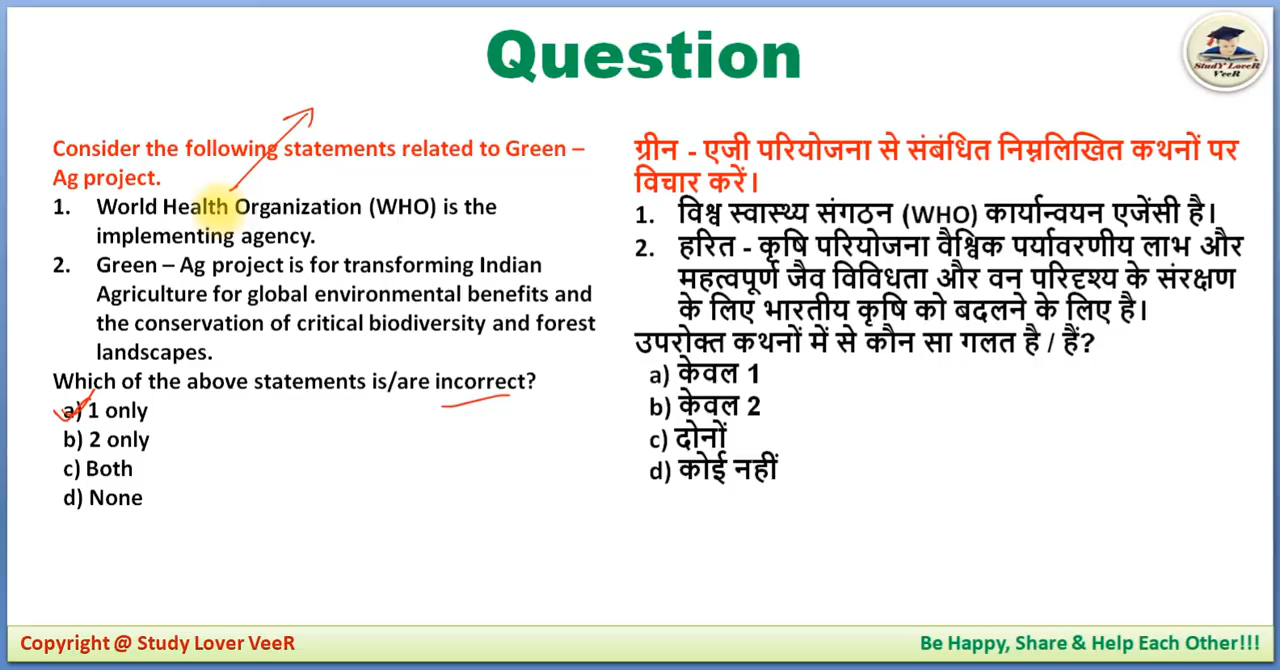 Question
StudY LoveR
VeeR
Consider the following statements related to Green –
Ag project.
1. World Health Organization (WHO) is the
implementing agency.
2. Green – Ag project is for transforming Indian
Agriculture for global environmental benefits and
the conservation of critical biodiversity and forest
landscapes.
Which of the above statements is/are incorrect?
a) 1 only
b) 2 only
c) Both
d) None
ग्रीन - एजी परियोजना से संबंधित निम्नलिखित कथनों पर
विचार करें।
1. विश्व स्वास्थ्य संगठन (WHO) कार्यान्वयन एजेंसी है।
2. हरित - कृषि परियोजना वैश्विक पर्यावरणीय लाभ और
महत्वपूर्ण जैव विविधता और वन परिदृश्य के संरक्षण
के लिए भारतीय कृषि को बदलने के लिए है।
उपरोक्त कथनों में से कौन सा गलत है / हैं?
a) केवल 1
b) केवल 2
c) दोनों
d) कोई नहीं
Copyright @ Study Lover VeeR
Be Happy, Share & Help Each Other!!!